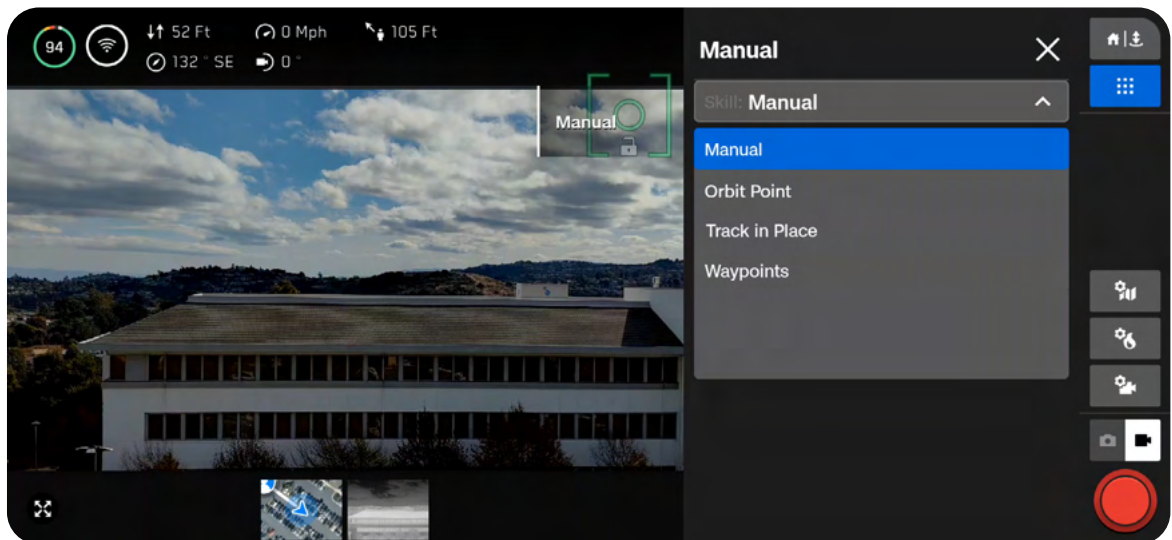 94
52 Ft
0 Mph
105 Ft
132 ° SE
0 °
Manual
Manual
Skill: Manual
Manual
Orbit Point
Track in Place
Waypoints